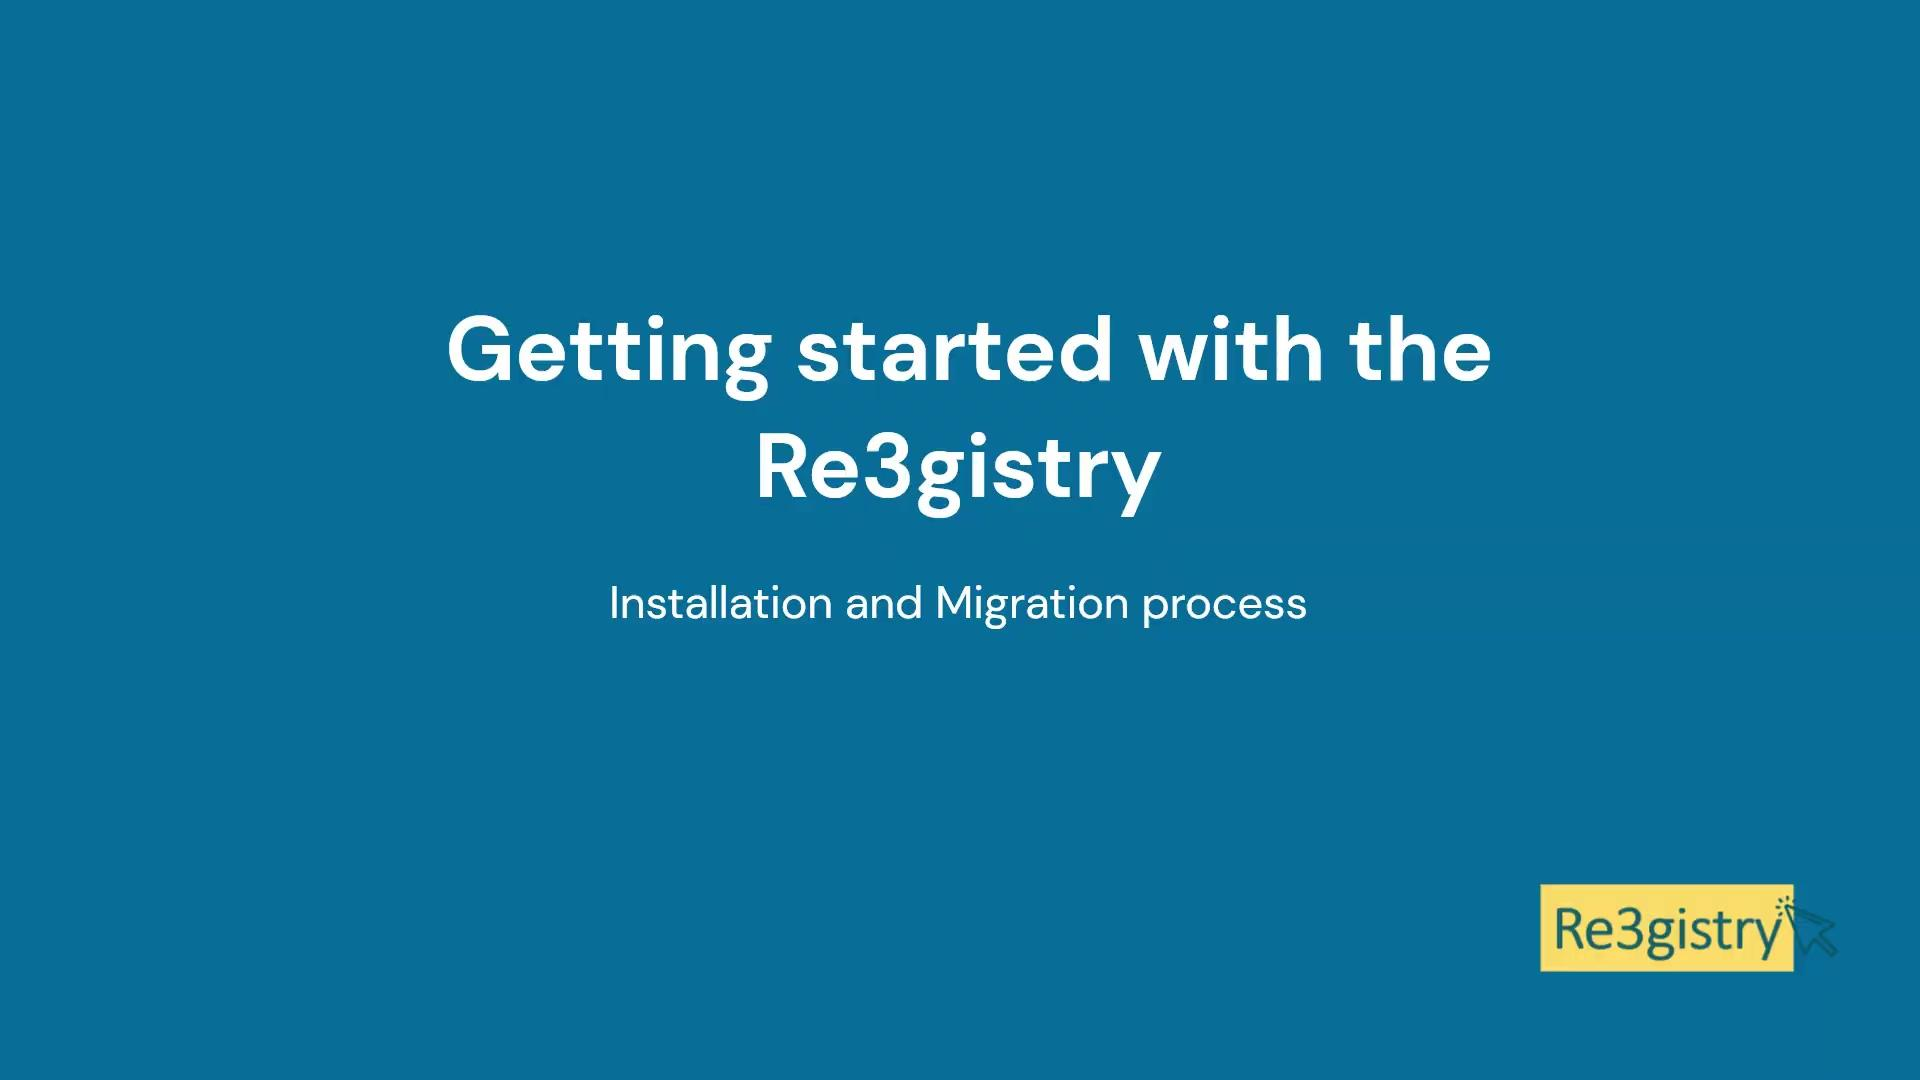 Getting started with the
Re3gistry
Installation and Migration process
Re3gistry